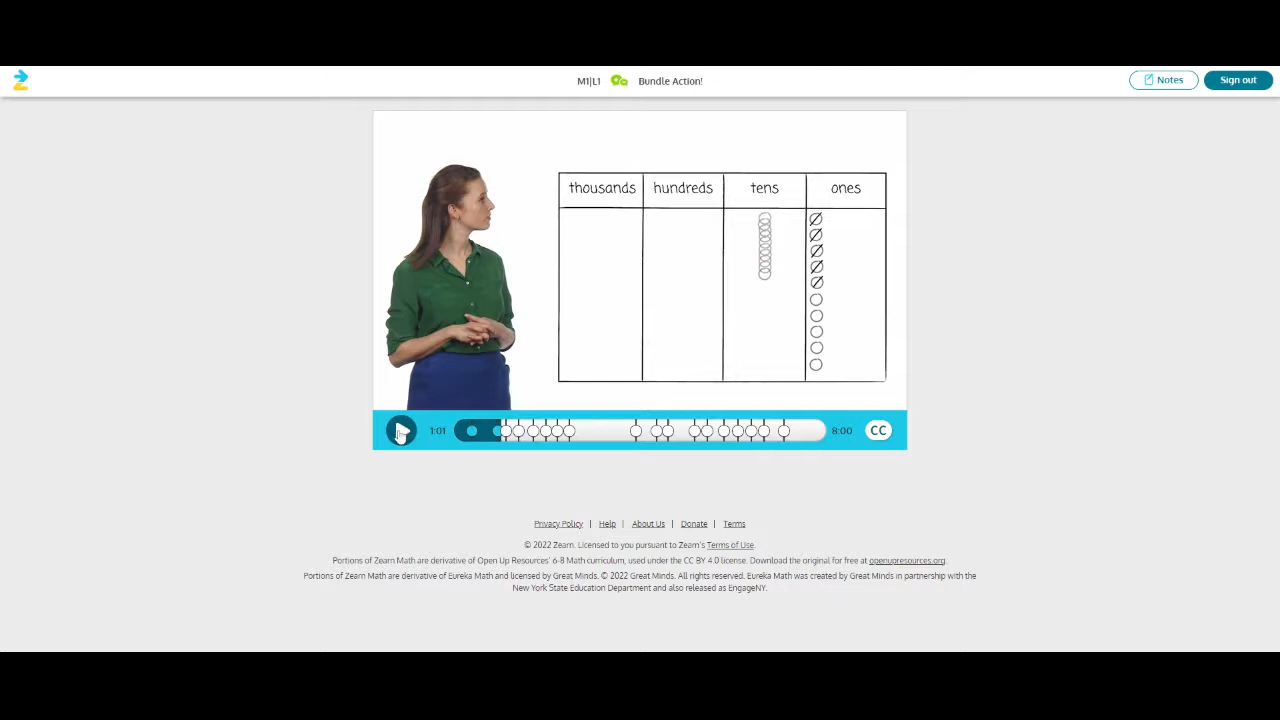 M1|L1 Bundle Action!
Notes
Sign out
thousands hundreds tens ones
1:01
8:00
CC
Privacy Policy | Help | About Us | Donate | Terms
© 2022 Zearn. Licensed to you pursuant to Zearn's Terms of Use.
Portions of Zearn Math are derivative of Open Up Resources' 6-8 Math curriculum, used under the CC BY 4.0 license. Download the original for free at openupresources.org.
Portions of Zearn Math are derivative of Eureka Math and licensed by Great Minds. © 2022 Great Minds. All rights reserved. Eureka Math was created by Great Minds in partnership with the
New York State Education Department and also released as EngageNY.